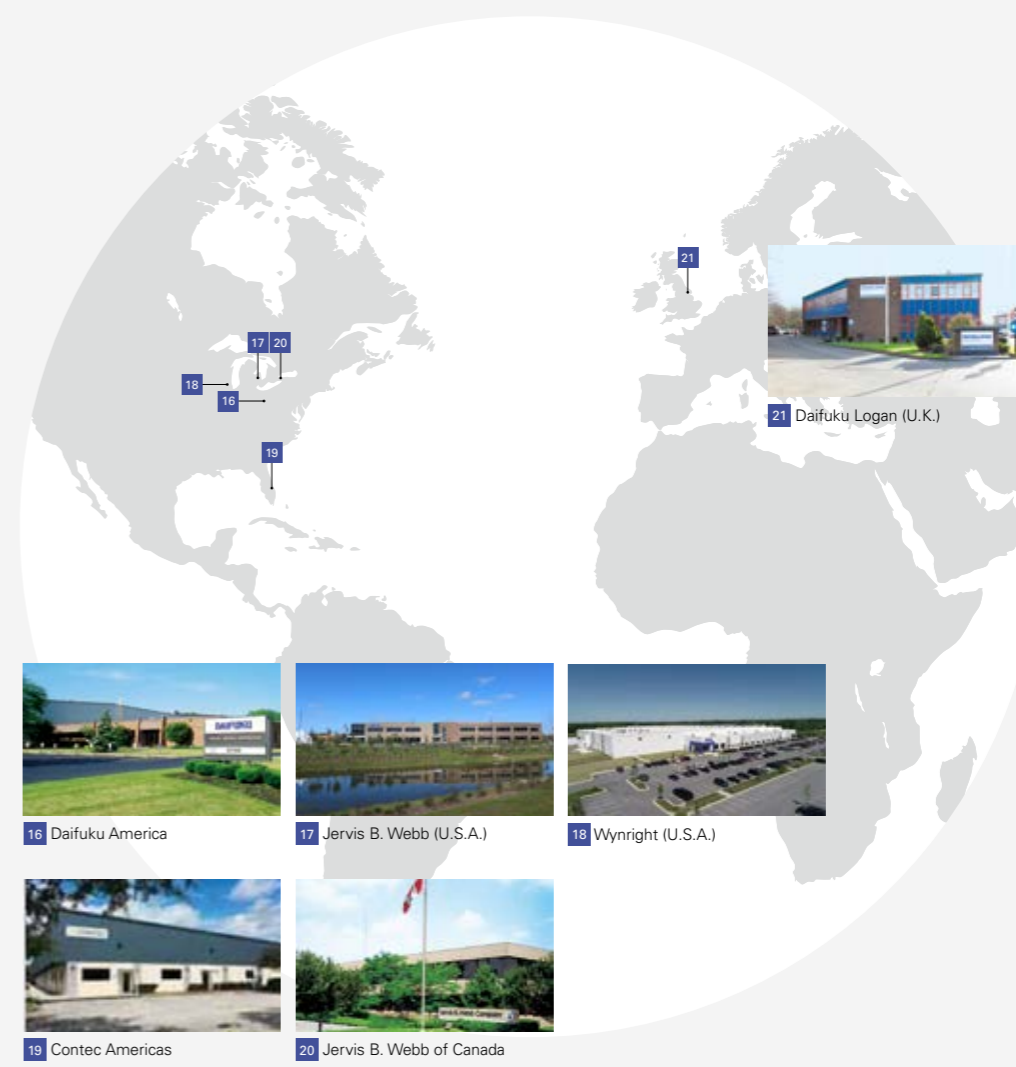 21
17 20
18
16
19
21 Daifuku Logan (U.K.)
16 Daifuku America
17 Jervis B. Webb (U.S.A.)
18 Wynright (U.S.A.)
DAIFUKU
19 Contec Americas
20 Jervis B. Webb of Canada